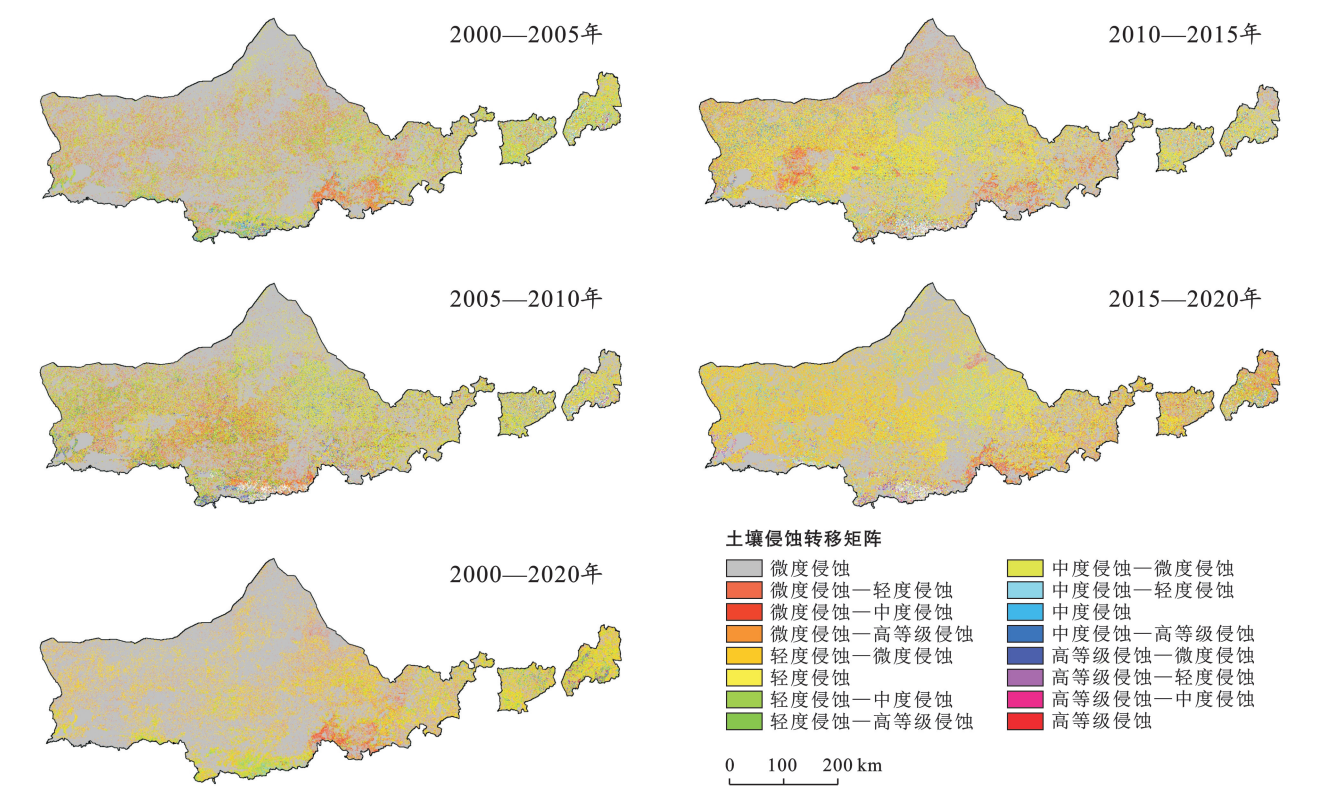 2000—2005年
2010—2015年
2005—2010年
2015—2020年
2000—2020年
土壤侵蚀转移矩阵
微度侵蚀
微度侵蚀—轻度侵蚀
微度侵蚀—中度侵蚀
微度侵蚀—高等级侵蚀
轻度侵蚀—微度侵蚀
轻度侵蚀
轻度侵蚀—中度侵蚀
轻度侵蚀—高等级侵蚀
中度侵蚀—微度侵蚀
中度侵蚀—轻度侵蚀
中度侵蚀
中度侵蚀—高等级侵蚀
高等级侵蚀—微度侵蚀
高等级侵蚀—轻度侵蚀
高等级侵蚀—中度侵蚀
高等级侵蚀
0 100 200 km